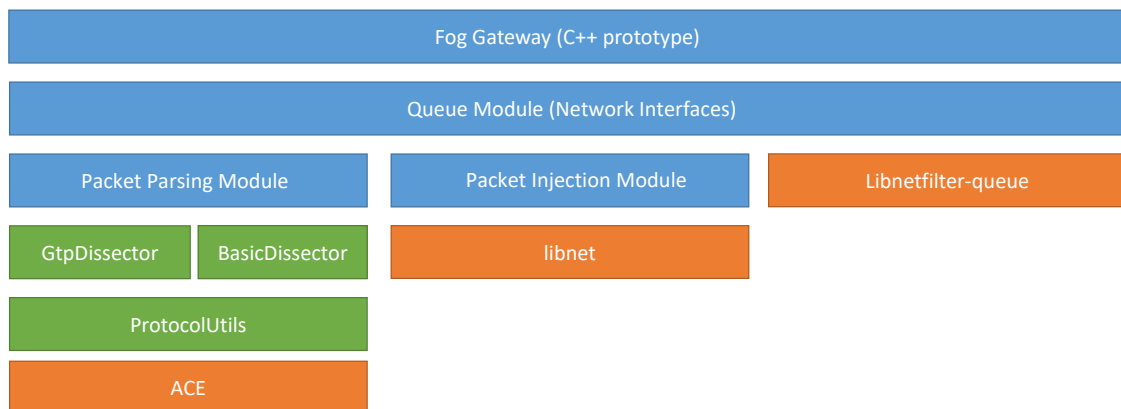 Fog Gateway (C++ prototype)
Queue Module (Network Interfaces)
Packet Parsing Module
Packet Injection Module
Libnetfilter-queue
GtpDissector
BasicDissector
libnet
ProtocolUtils
ACE